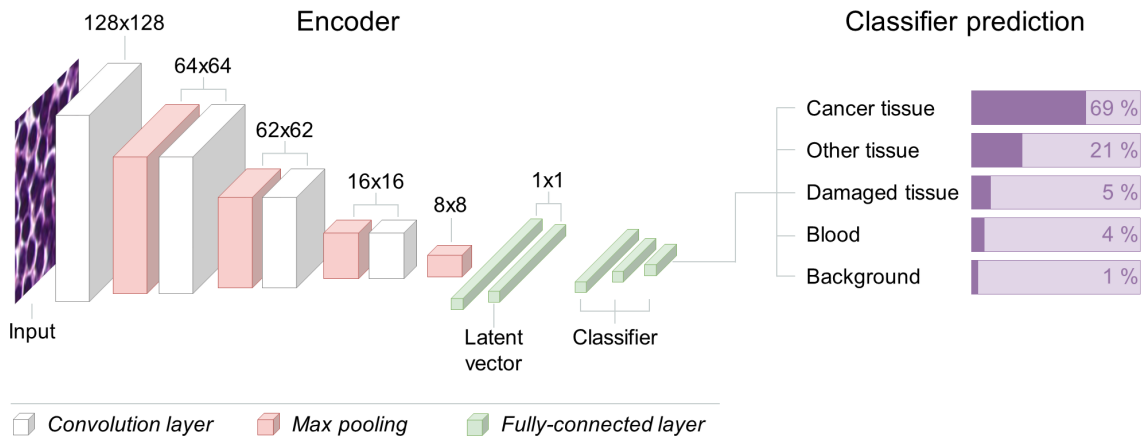 Encoder
Classifier prediction
128x128
64x64
62x62
16x16
8x8
1x1
Input
Latent
vector
Classifier
Cancer tissue 69 %
Other tissue 21 %
Damaged tissue 5 %
Blood 4 %
Background 1 %
Convolution layer
Max pooling
Fully-connected layer